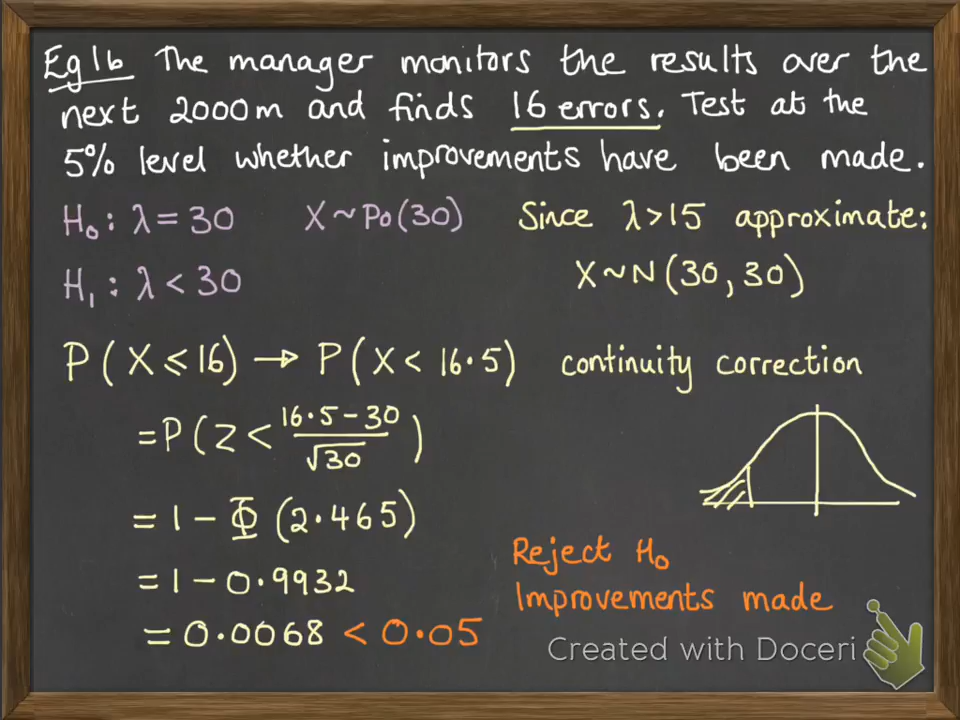 Eg 1b The manager monitors the results over the
next 2000m and finds 16 errors. Test at the
5% level whether improvements have been made.
H₀: λ = 30 X~Po(30) Since λ>15 approximate:
H₁: λ < 30 X~N(30, 30)
P(X ≤ 16) → P(X < 16·5) continuity correction
= P(Z < (16·5 − 30)/√30)
= 1 − Φ(2·465)
= 1 − 0·9932
= 0·0068 < 0·05
Reject H₀
Improvements made
Created with Doceri